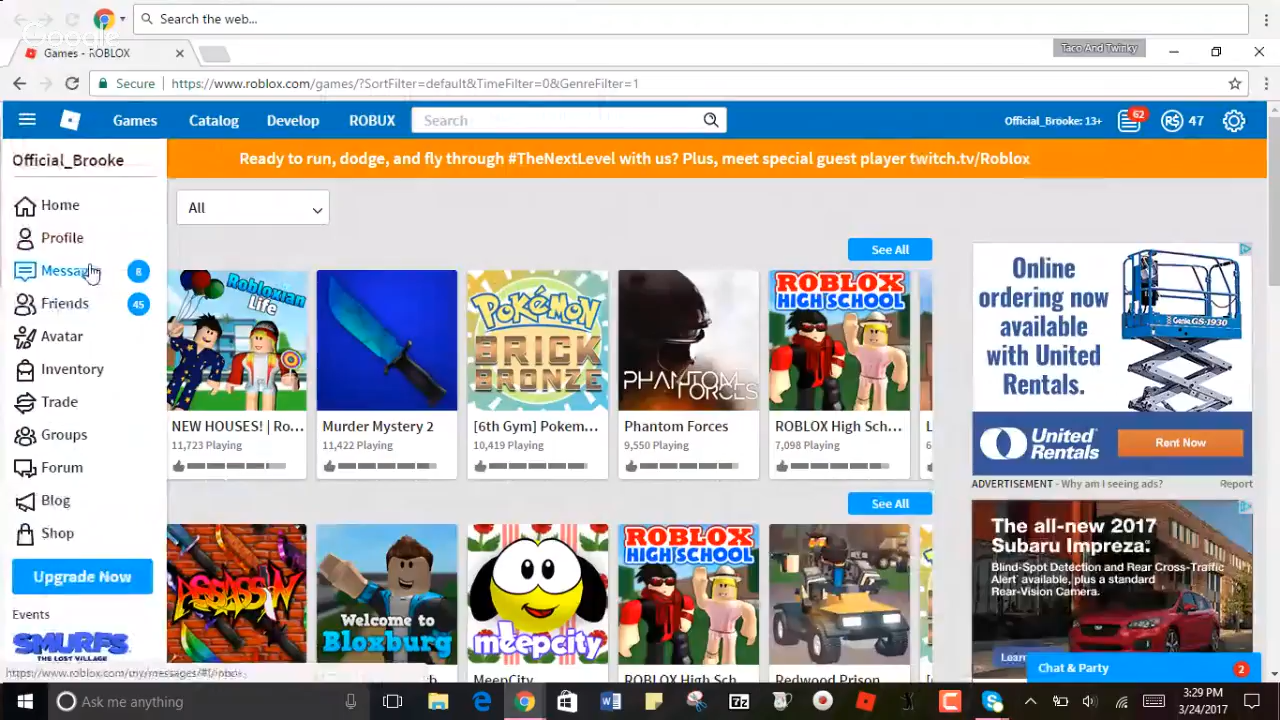 Search the web...
Google
Games - ROBLOX
Taco And Twinky
Secure
https://www.roblox.com/games/?SortFilter=default&TimeFilter=0&GenreFilter=1
Games
Catalog
Develop
ROBUX
Search
Official_Brooke: 13+
62
R$ 47
Official_Brooke
Ready to run, dodge, and fly through #TheNextLevel with us? Plus, meet special guest player twitch.tv/Roblox
Home
Profile
Messag
8
Friends
45
Avatar
Inventory
Trade
Groups
Forum
Blog
Shop
Upgrade Now
Events
SMURFS
THE LOST VILLAGE
All
See All
Robloxian
Life
POKéMON
BRICK
BRONZE
PHANTOM
FORCES
ROBLOX
HIGH SCHOOL
NEW HOUSES! | Ro...
11,723 Playing
Murder Mystery 2
11,422 Playing
[6th Gym] Pokem...
10,419 Playing
Phantom Forces
9,550 Playing
ROBLOX High Sch...
7,098 Playing
See All
ASSASSIN
Welcome to
Bloxburg
meepcity
ROBLOX
HIGH SCHOOL
MeepCity
ROBLOX High Sch
Redwood Prison
Online
ordering now
available
with United
Rentals.
Genie GS-1930
United
Rentals
Rent Now
ADVERTISEMENT - Why am I seeing ads?
Report
The all-new 2017
Subaru Impreza:
Blind-Spot Detection and Rear Cross-Traffic
Alert available, plus a standard
Rear-Vision Camera.
Learn
Chat & Party
2
Ask me anything
3:29 PM
3/24/2017